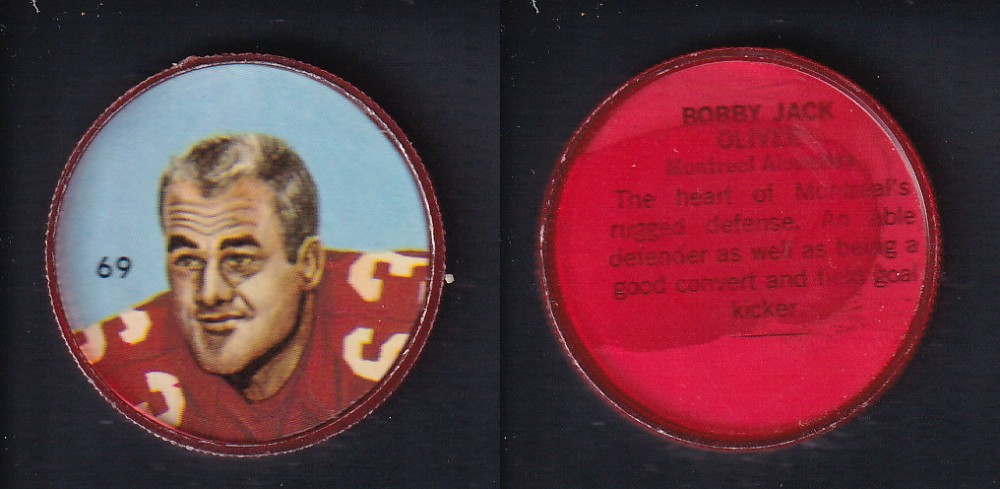 69
BOBBY JACK
OLIVER
Montreal Alouettes
The heart of Montreal's
rugged defense. An able
defender as well as being a
good convert and field goal
kicker.